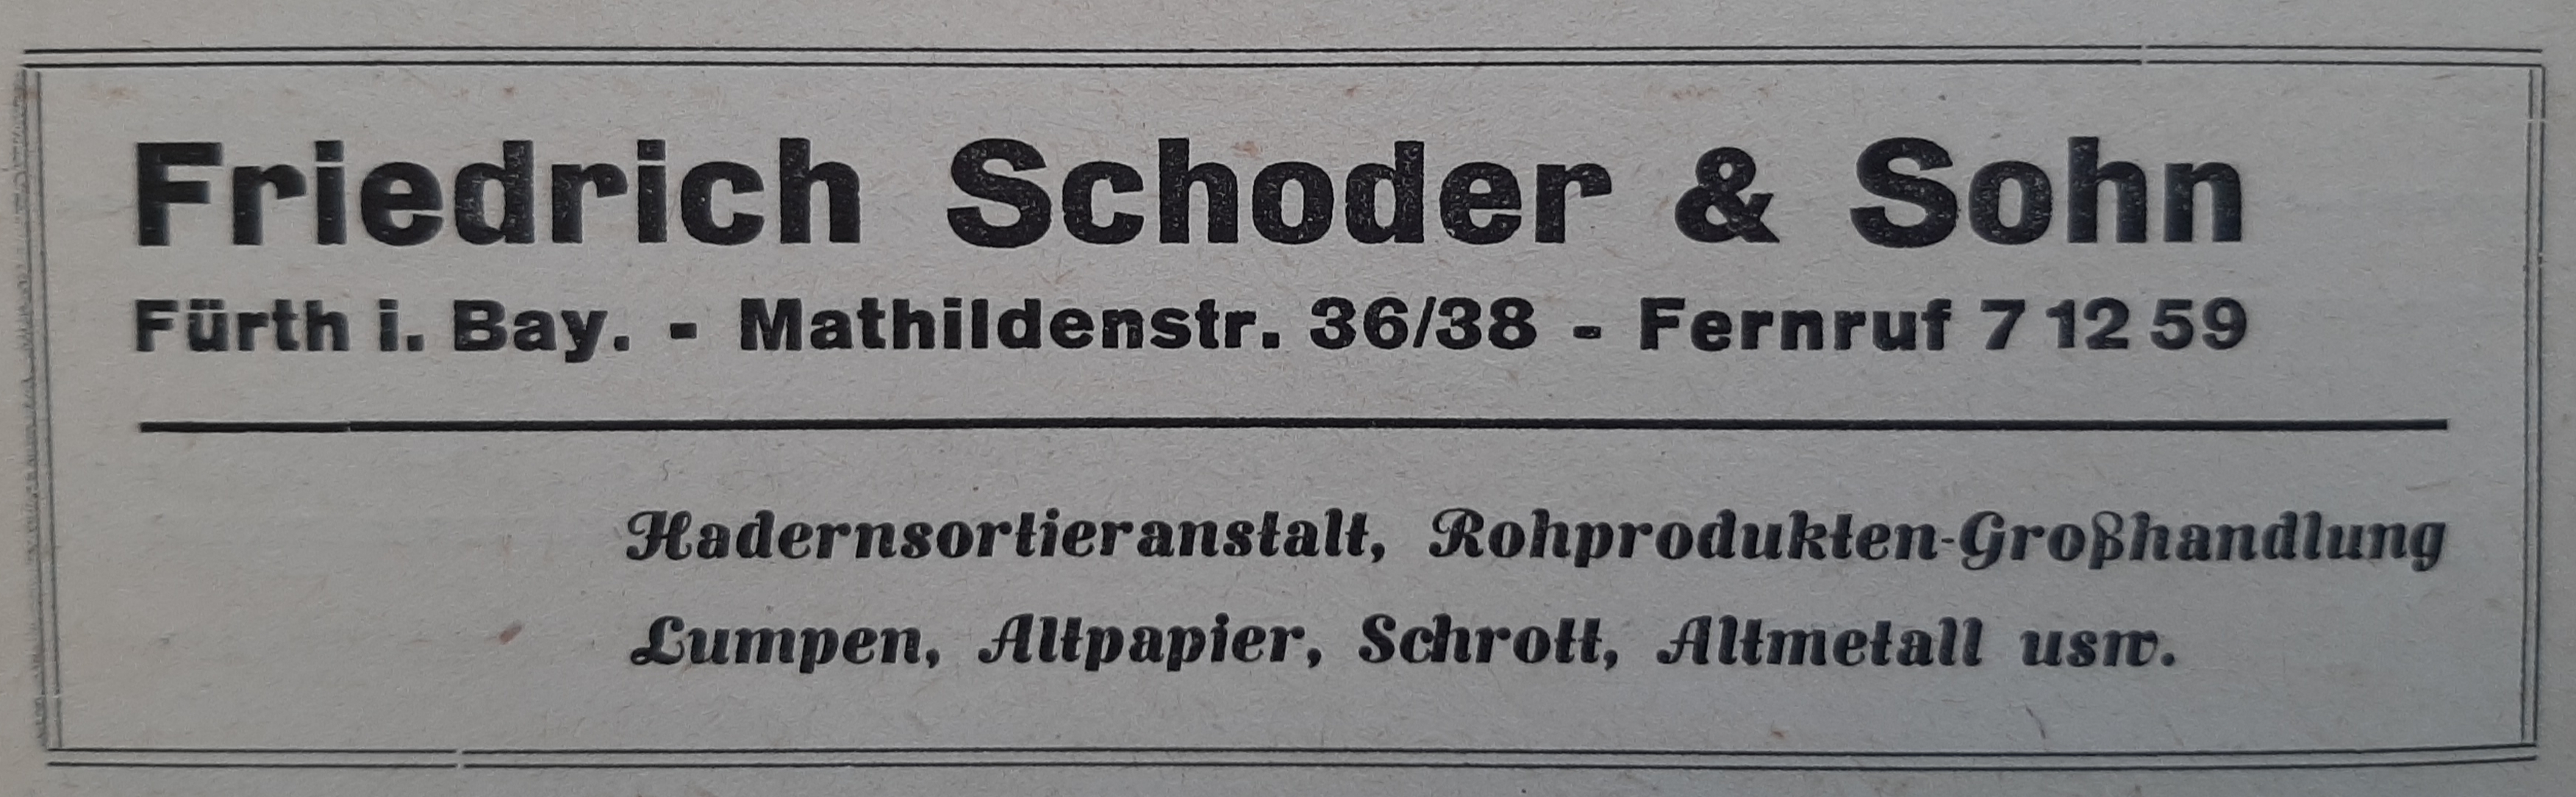 Friedrich Schoder & Sohn
Fürth i. Bay. - Mathildenstr. 36/38 - Fernruf 7 12 59
Hadernsortieranstalt, Rohprodukten-Großhandlung
Lumpen, Altpapier, Schrott, Altmetall usw.